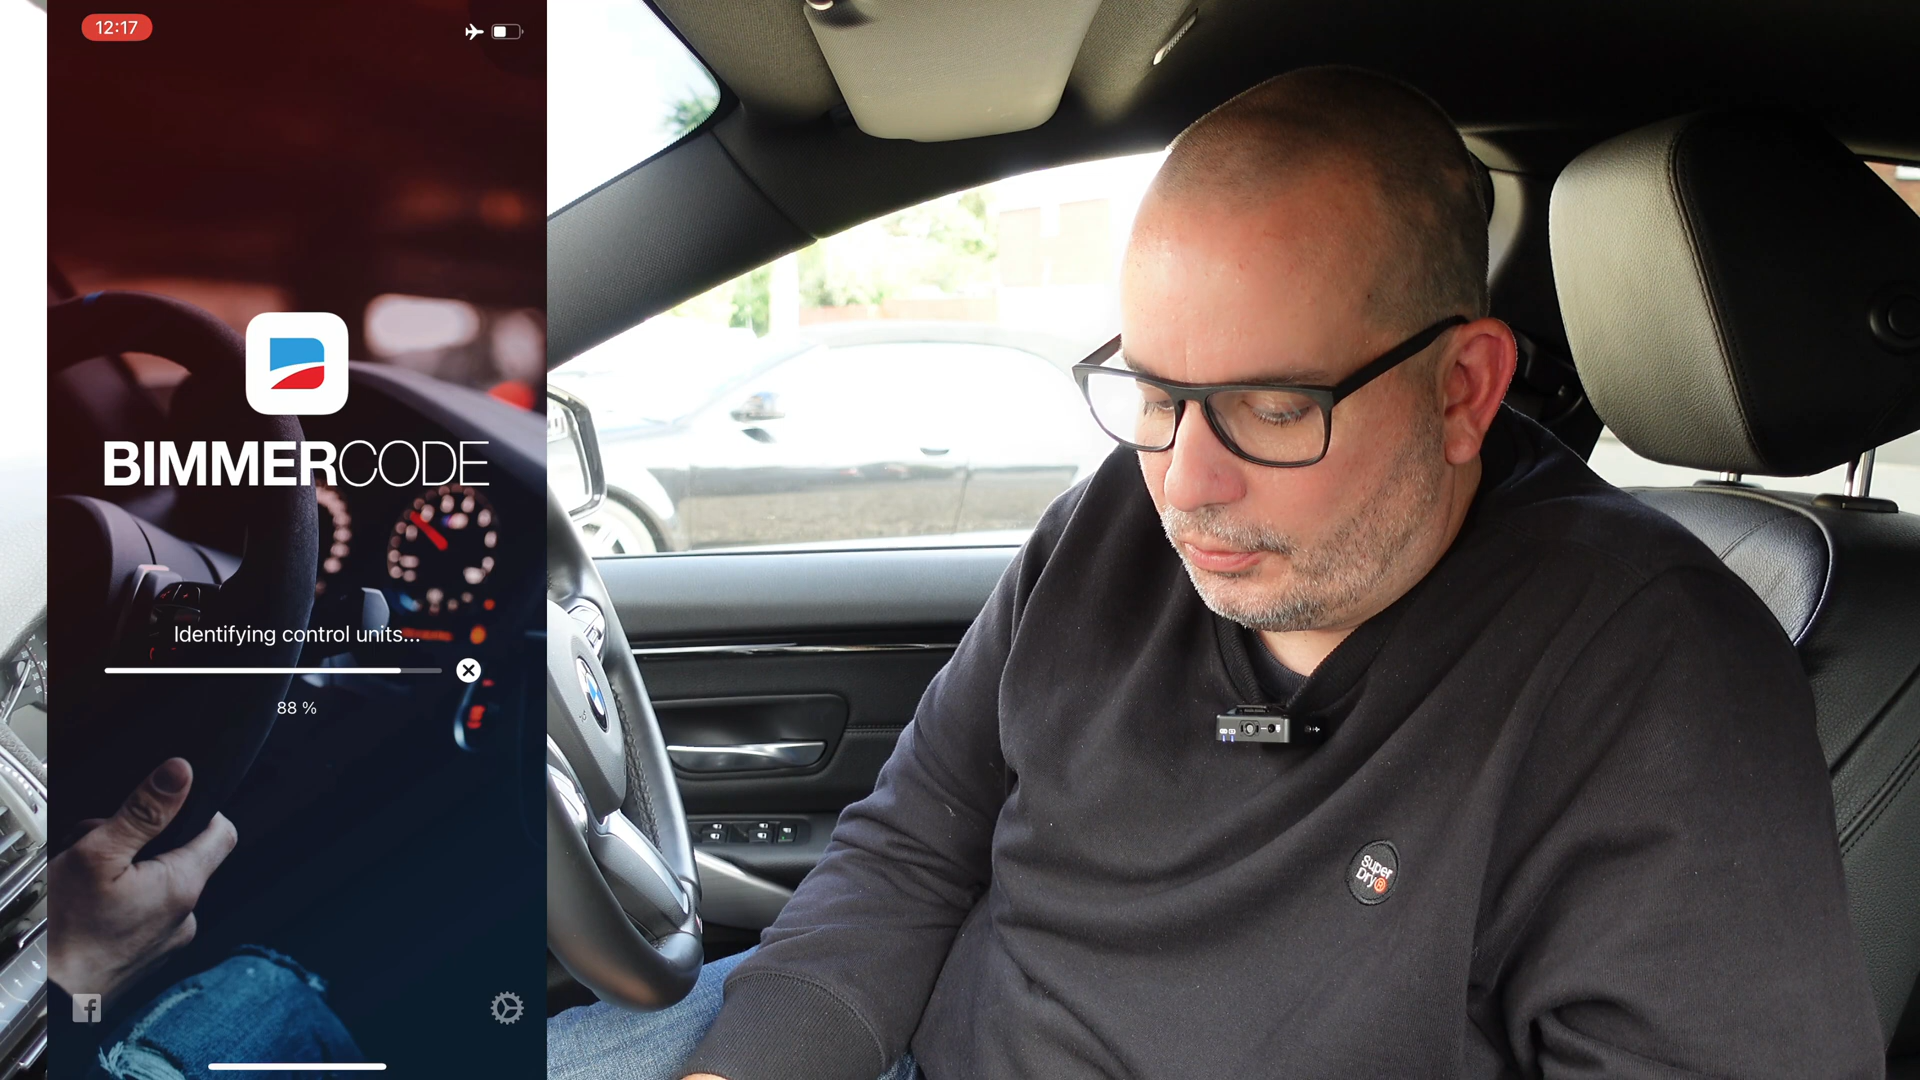 12:17
BIMMERCODE
Identifying control units...
88 %
Super
Dry